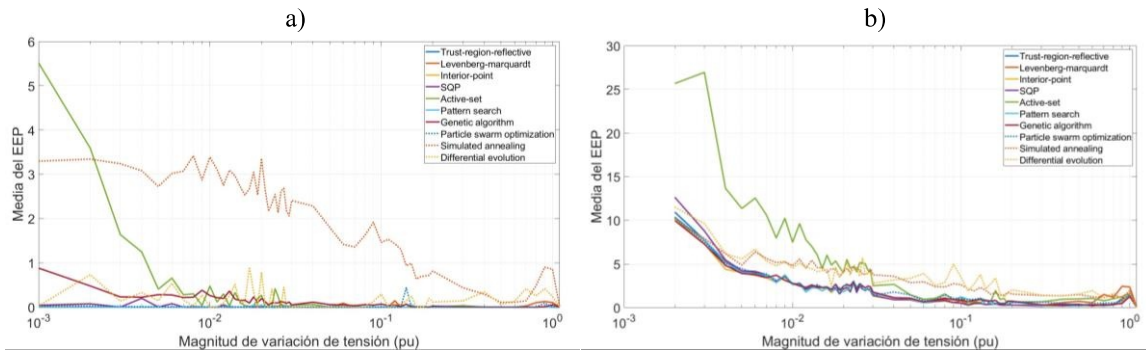 a)
6
5
4
3
2
1
0
Media del EEP
10-3
10-2
10-1
100
Magnitud de variación de tensión (pu)
Trust-region-reflective
Levenberg-marquardt
Interior-point
SQP
Active-set
Pattern search
Genetic algorithm
Particle swarm optimization
Simulated annealing
Differential evolution
b)
30
25
20
15
10
5
0
Media del EEP
10-3
10-2
10-1
100
Magnitud de variación de tensión (pu)
Trust-region-reflective
Levenberg-marquardt
Interior-point
SQP
Active-set
Pattern search
Genetic algorithm
Particle swarm optimization
Simulated annealing
Differential evolution